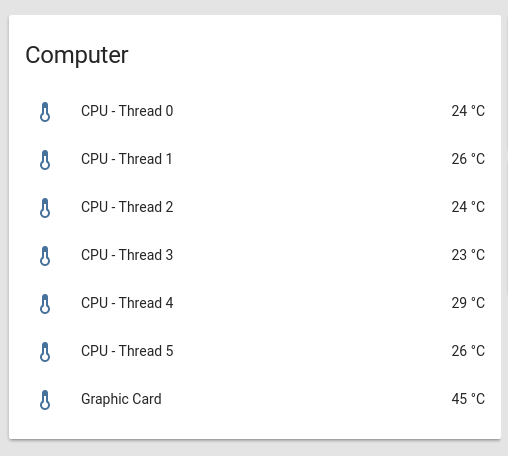 Computer
CPU - Thread 0 24 °C
CPU - Thread 1 26 °C
CPU - Thread 2 24 °C
CPU - Thread 3 23 °C
CPU - Thread 4 29 °C
CPU - Thread 5 26 °C
Graphic Card 45 °C